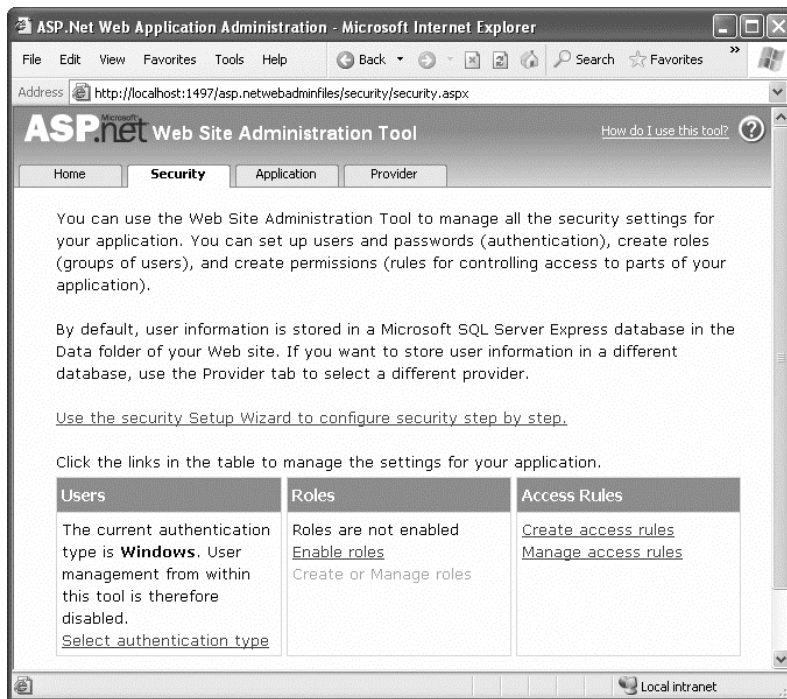 ASP.Net Web Application Administration - Microsoft Internet Explorer
File Edit View Favorites Tools Help Back Search Favorites »
Address http://localhost:1497/asp.netwebadminfiles/security/security.aspx
Microsoft
ASP.net Web Site Administration Tool How do I use this tool? ?
Home Security Application Provider
You can use the Web Site Administration Tool to manage all the security settings for
your application. You can set up users and passwords (authentication), create roles
(groups of users), and create permissions (rules for controlling access to parts of your
application).
By default, user information is stored in a Microsoft SQL Server Express database in the
Data folder of your Web site. If you want to store user information in a different
database, use the Provider tab to select a different provider.
Use the security Setup Wizard to configure security step by step.
Click the links in the table to manage the settings for your application.
Users
The current authentication
type is Windows. User
management from within
this tool is therefore
disabled.
Select authentication type
Roles
Roles are not enabled
Enable roles
Create or Manage roles
Access Rules
Create access rules
Manage access rules
Local intranet